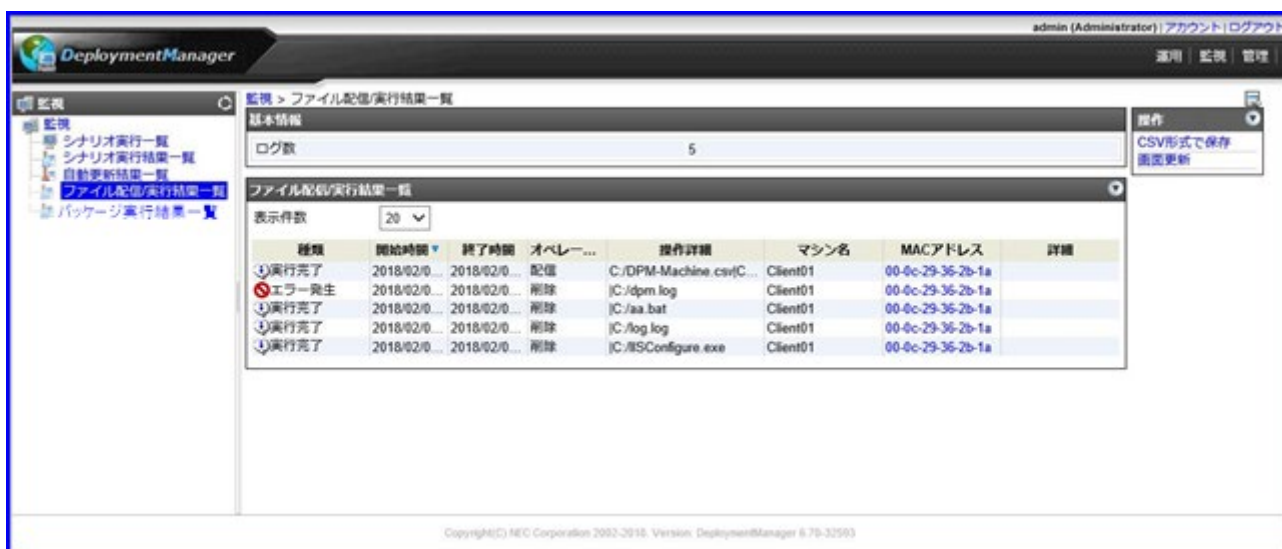 admin (Administrator) | アカウント | ログアウト
DeploymentManager
運用 | 監視 | 管理
監視
監視
シナリオ実行一覧
シナリオ実行結果一覧
自動更新結果一覧
ファイル配信/実行結果一覧
パッケージ実行結果一覧
監視 > ファイル配信/実行結果一覧
基本情報
ログ数 5
ファイル配信/実行結果一覧
表示件数 20
種類 開始時間▼ 終了時間 オペレー... 操作詳細 マシン名 MACアドレス 詳細
実行完了 2018/02/0... 2018/02/0... 配信 C:/DPM-Machine.csv|C... Client01 00-0c-29-36-2b-1a
エラー発生 2018/02/0... 2018/02/0... 削除 |C:/dpm.log Client01 00-0c-29-36-2b-1a
実行完了 2018/02/0... 2018/02/0... 削除 |C:/aa.bat Client01 00-0c-29-36-2b-1a
実行完了 2018/02/0... 2018/02/0... 削除 |C:/log.log Client01 00-0c-29-36-2b-1a
実行完了 2018/02/0... 2018/02/0... 削除 |C:/IISConfigure.exe Client01 00-0c-29-36-2b-1a
操作
CSV形式で保存
画面更新
Copyright(C) NEC Corporation 2002-2018. Version: DeploymentManager 6.70-32593